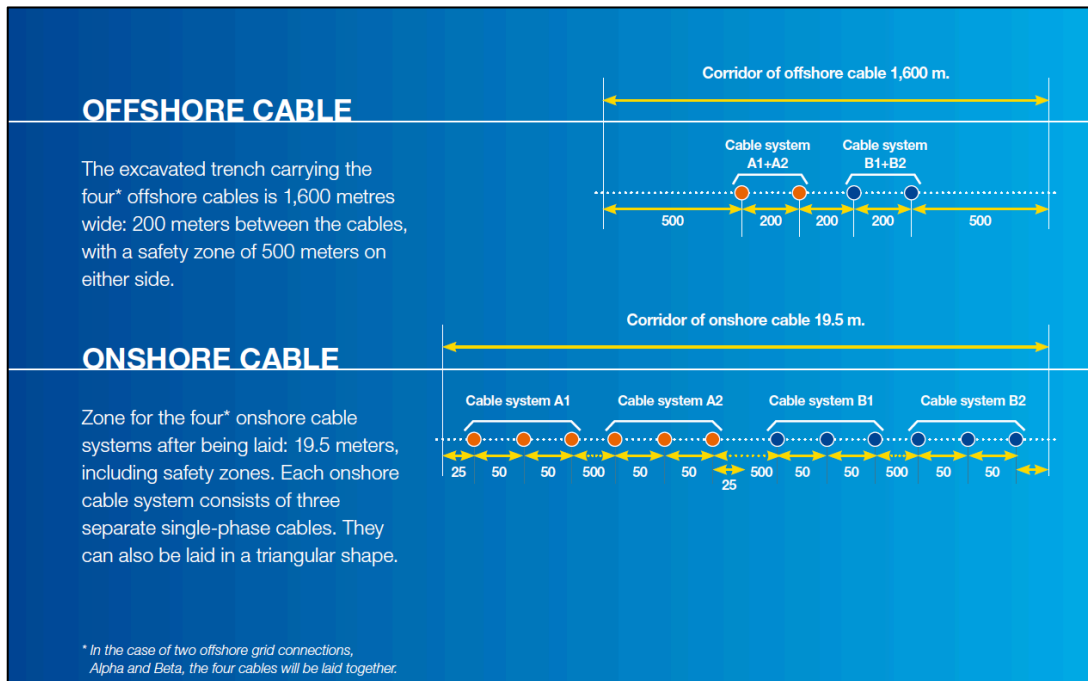 Corridor of offshore cable 1,600 m.
OFFSHORE CABLE
The excavated trench carrying the
four* offshore cables is 1,600 metres
wide: 200 meters between the cables,
with a safety zone of 500 meters on
either side.
Cable system
A1+A2
Cable system
B1+B2
500 200 200 200 500
Corridor of onshore cable 19.5 m.
ONSHORE CABLE
Zone for the four* onshore cable
systems after being laid: 19.5 meters,
including safety zones. Each onshore
cable system consists of three
separate single-phase cables. They
can also be laid in a triangular shape.
Cable system A1 Cable system A2 Cable system B1 Cable system B2
25 50 50 500 50 50 500 50 50 500 50 50
25
* In the case of two offshore grid connections,
Alpha and Beta, the four cables will be laid together.